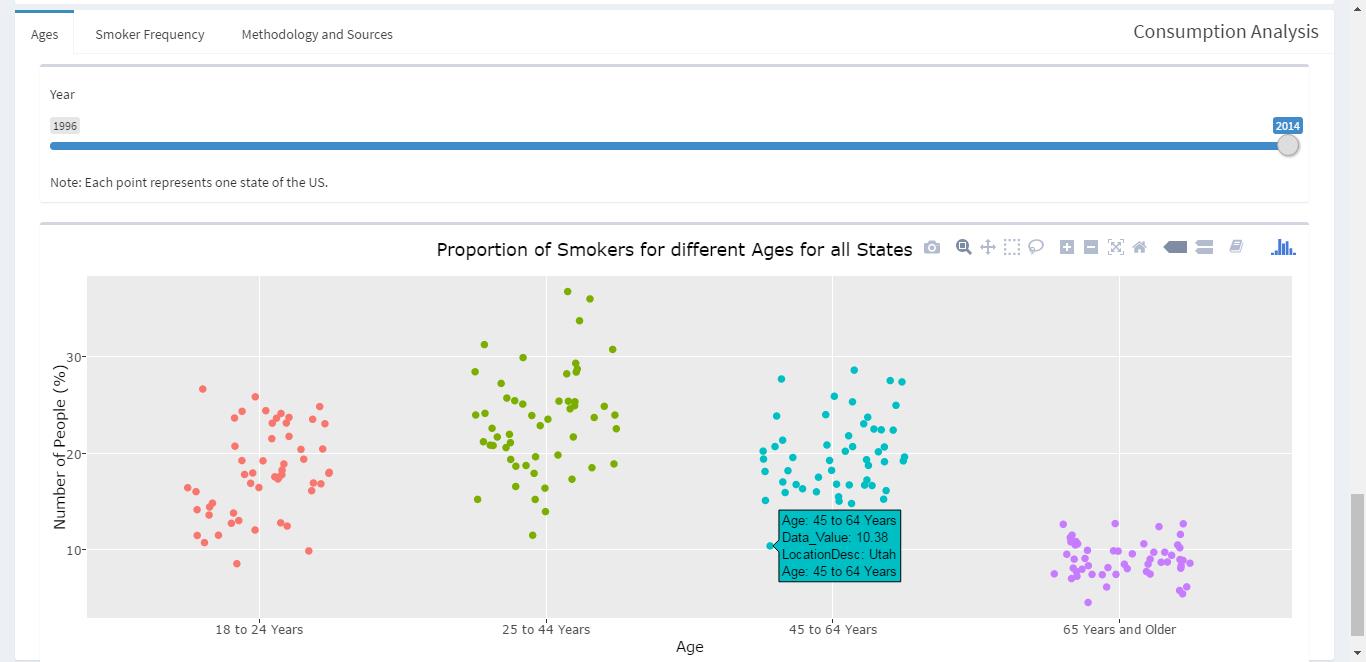 Ages Smoker Frequency Methodology and Sources Consumption Analysis
Year
1996 2014
Note: Each point represents one state of the US.
Proportion of Smokers for different Ages for all States
Number of People (%)
30
20
10
Age: 45 to 64 Years
Data_Value: 10.38
LocationDesc: Utah
Age: 45 to 64 Years
18 to 24 Years 25 to 44 Years 45 to 64 Years 65 Years and Older
Age